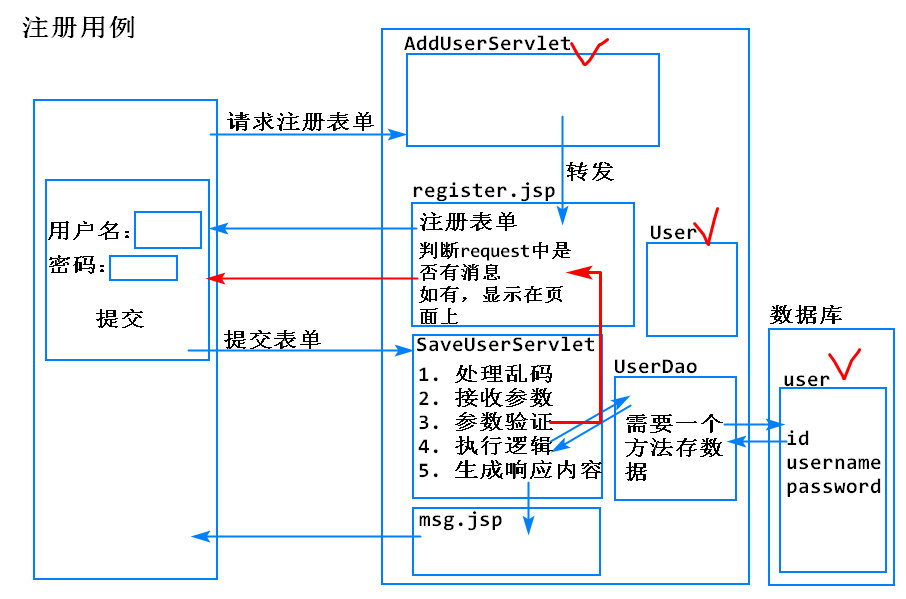 注册用例
AddUserServlet
请求注册表单
转发
register.jsp
注册表单
判断request中是
否有消息
如有，显示在页
面上
User
用户名：
密码：
提交
提交表单
SaveUserServlet
1. 处理乱码
2. 接收参数
3. 参数验证
4. 执行逻辑
5. 生成响应内容
UserDao
需要一个
方法存数
据
数据库
user
id
username
password
msg.jsp